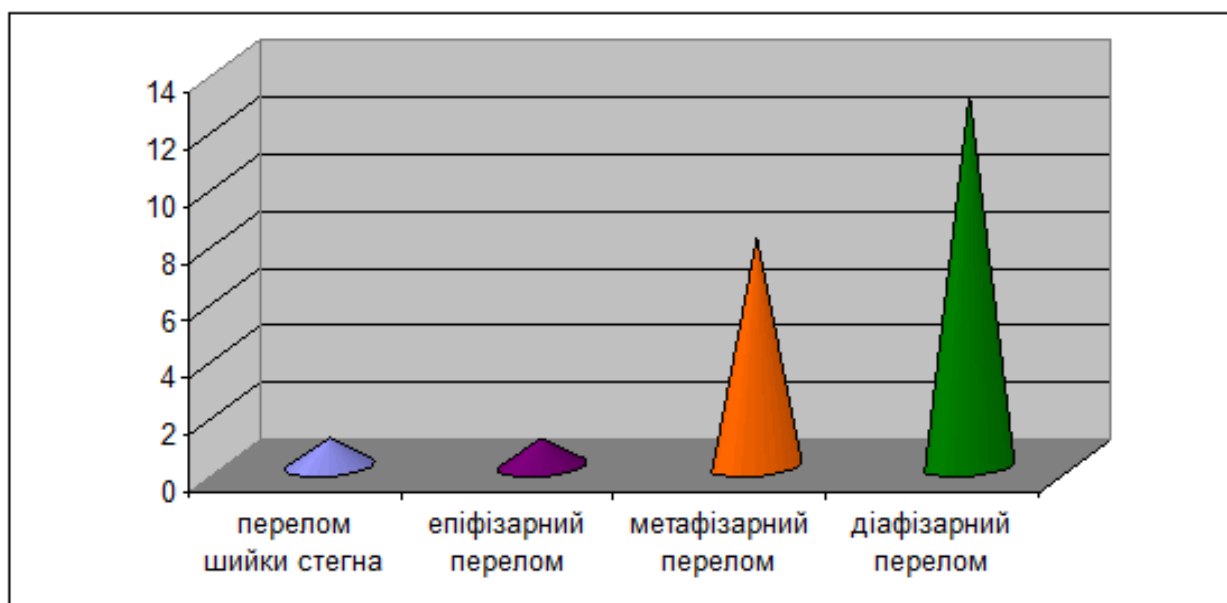 14
12
10
8
6
4
2
0
перелом шийки стегна
епіфізарний перелом
метафізарний перелом
діафізарний перелом